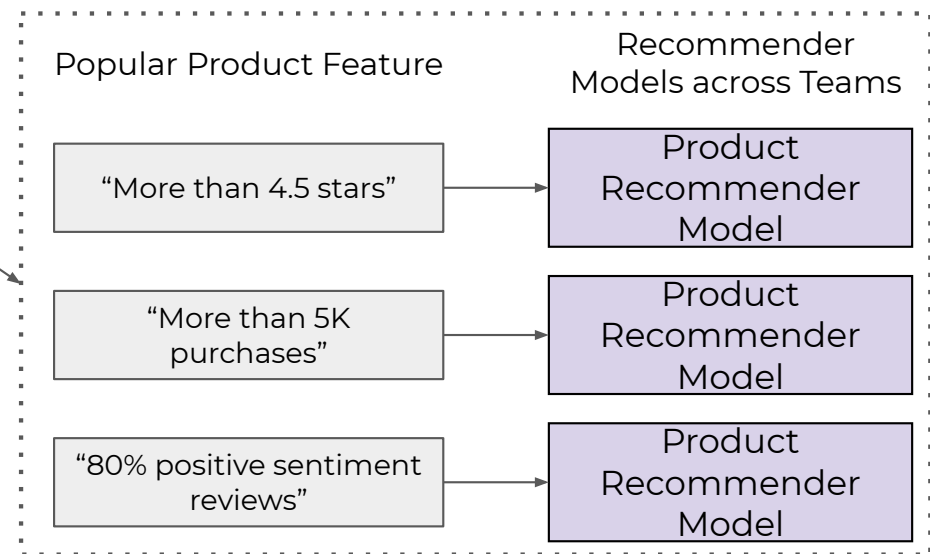 Popular Product Feature
Recommender
Models across Teams
“More than 4.5 stars”
Product
Recommender
Model
“More than 5K
purchases”
Product
Recommender
Model
“80% positive sentiment
reviews”
Product
Recommender
Model